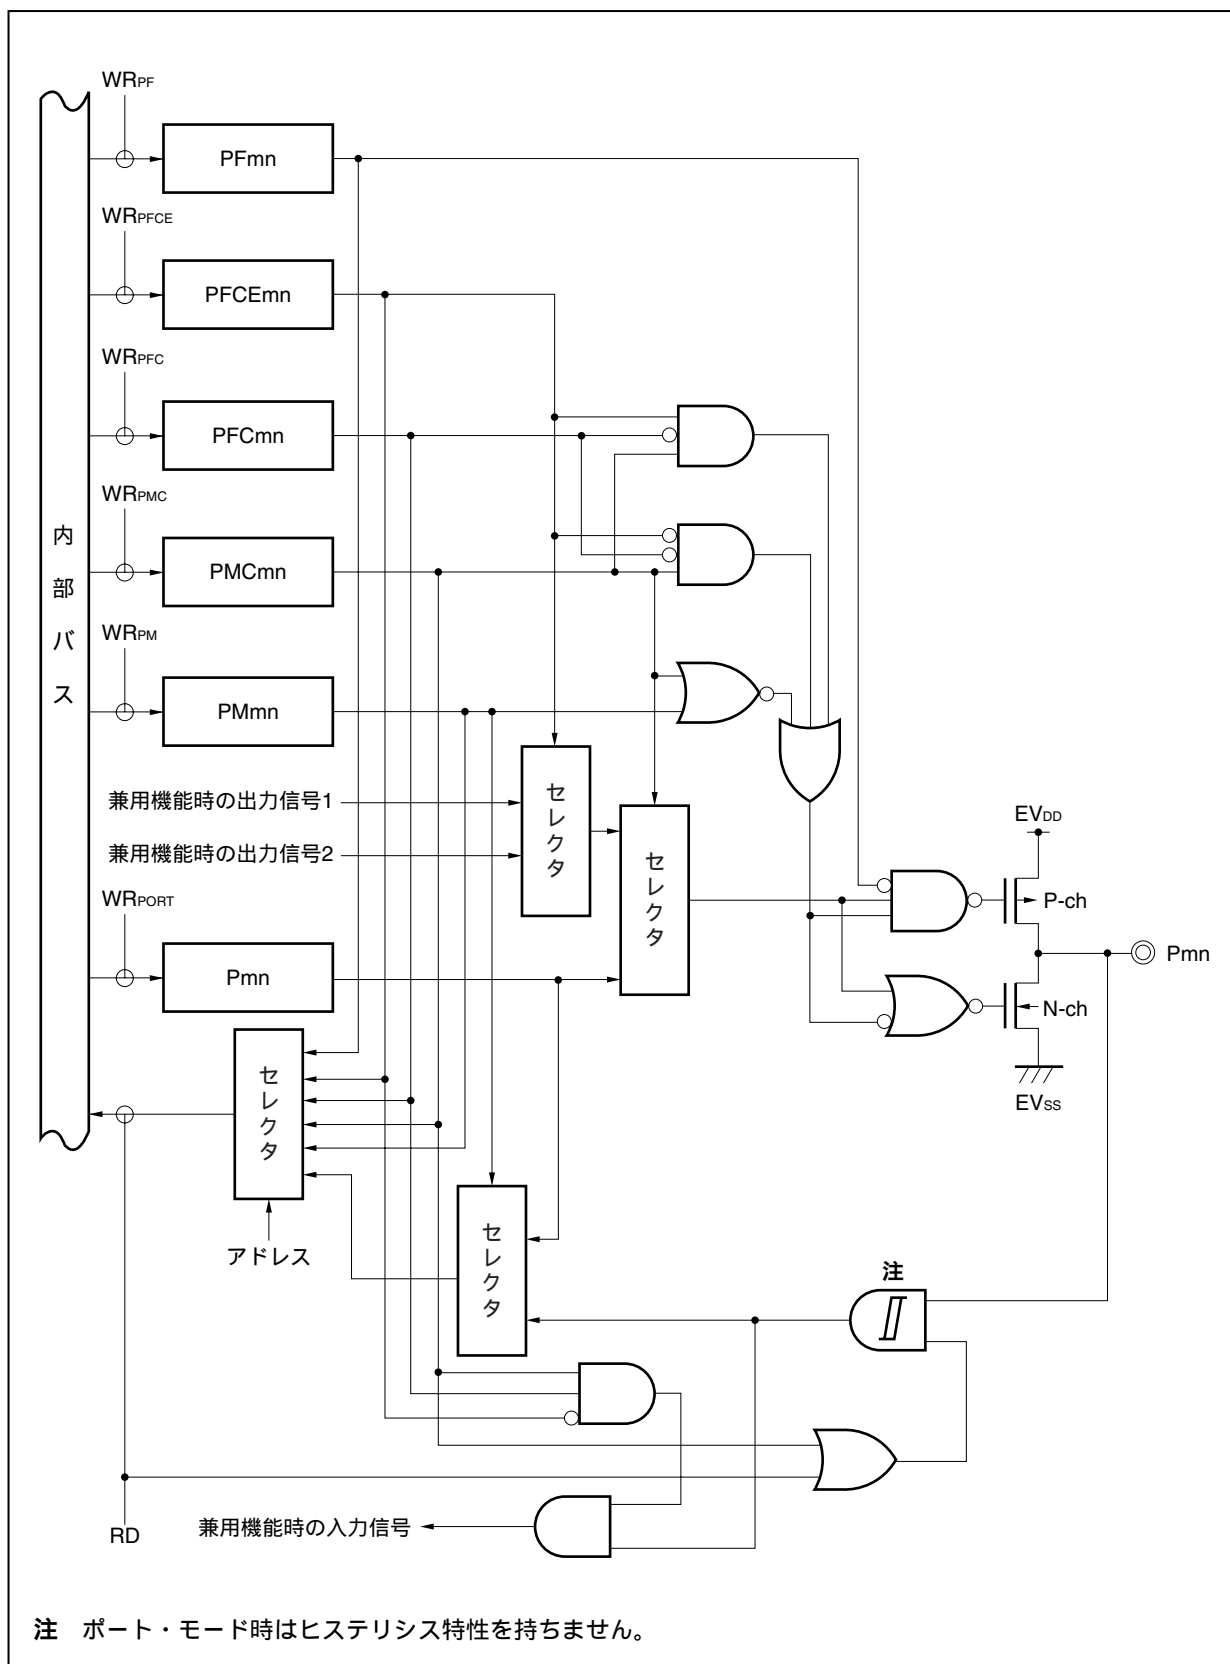 WRPF
PFmn
WRPFCE
PFCEmn
WRPFC
PFCmn
WRPMC
内部バス
PMCmn
WRPM
PMmn
兼用機能時の出力信号1
兼用機能時の出力信号2
セレクタ
セレクタ
EVDD
P-ch
WRPORT
Pmn
Pmn
N-ch
EVSS
セレクタ
アドレス
セレクタ
注
RD
兼用機能時の入力信号
注 ポート・モード時はヒステリシス特性を持ちません。